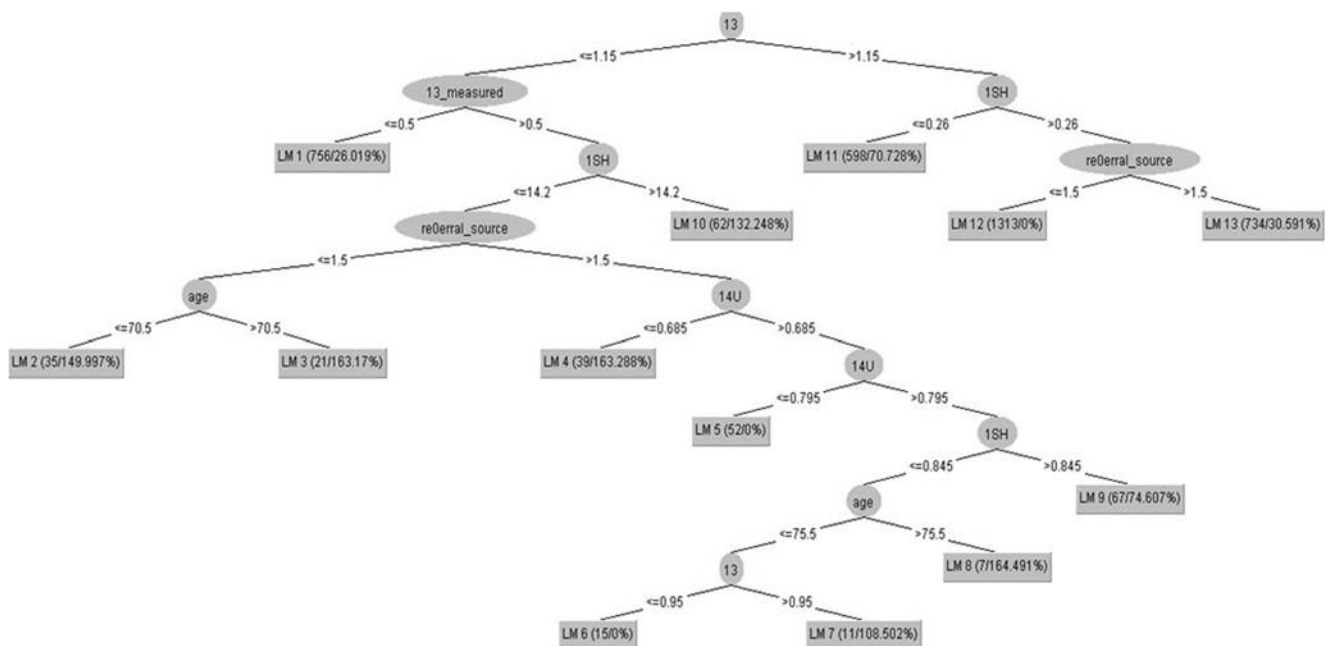 13
<=1.15 >1.15
13_measured 1SH
<=0.5 >0.5 <=0.26 >0.26
LM 1 (756/26.019%) 1SH LM 11 (598/70.728%) re0erral_source
<=14.2 >14.2 <=1.5 >1.5
re0erral_source LM 10 (62/132.248%) LM 12 (1313/0%) LM 13 (734/30.591%)
<=1.5 >1.5
age 14U
<=70.5 >70.5 <=0.685 >0.685
LM 2 (35/149.997%) LM 3 (21/163.17%) LM 4 (39/163.288%) 14U
<=0.795 >0.795
LM 5 (52/0%) 1SH
<=0.845 >0.845
age LM 9 (67/74.607%)
<=75.5 >75.5
13 LM 8 (7/164.491%)
<=0.95 >0.95
LM 6 (15/0%) LM 7 (11/108.502%)